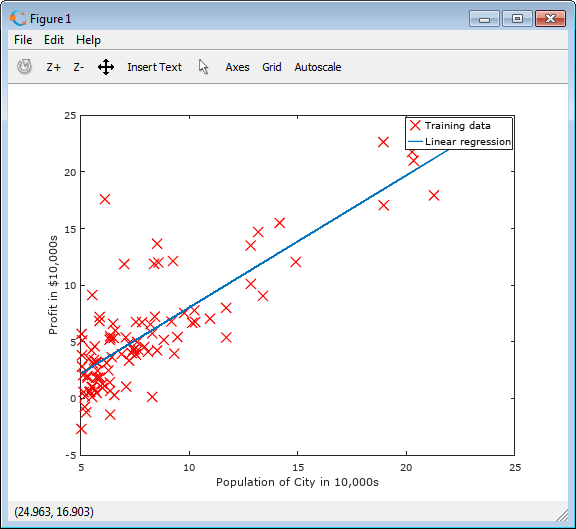 Figure 1
File Edit Help
Z+ Z- Insert Text Axes Grid Autoscale
25
Training data
Linear regression
20
15
10
5
0
-5
Profit in $10,000s
5 10 15 20 25
Population of City in 10,000s
(24.963, 16.903)